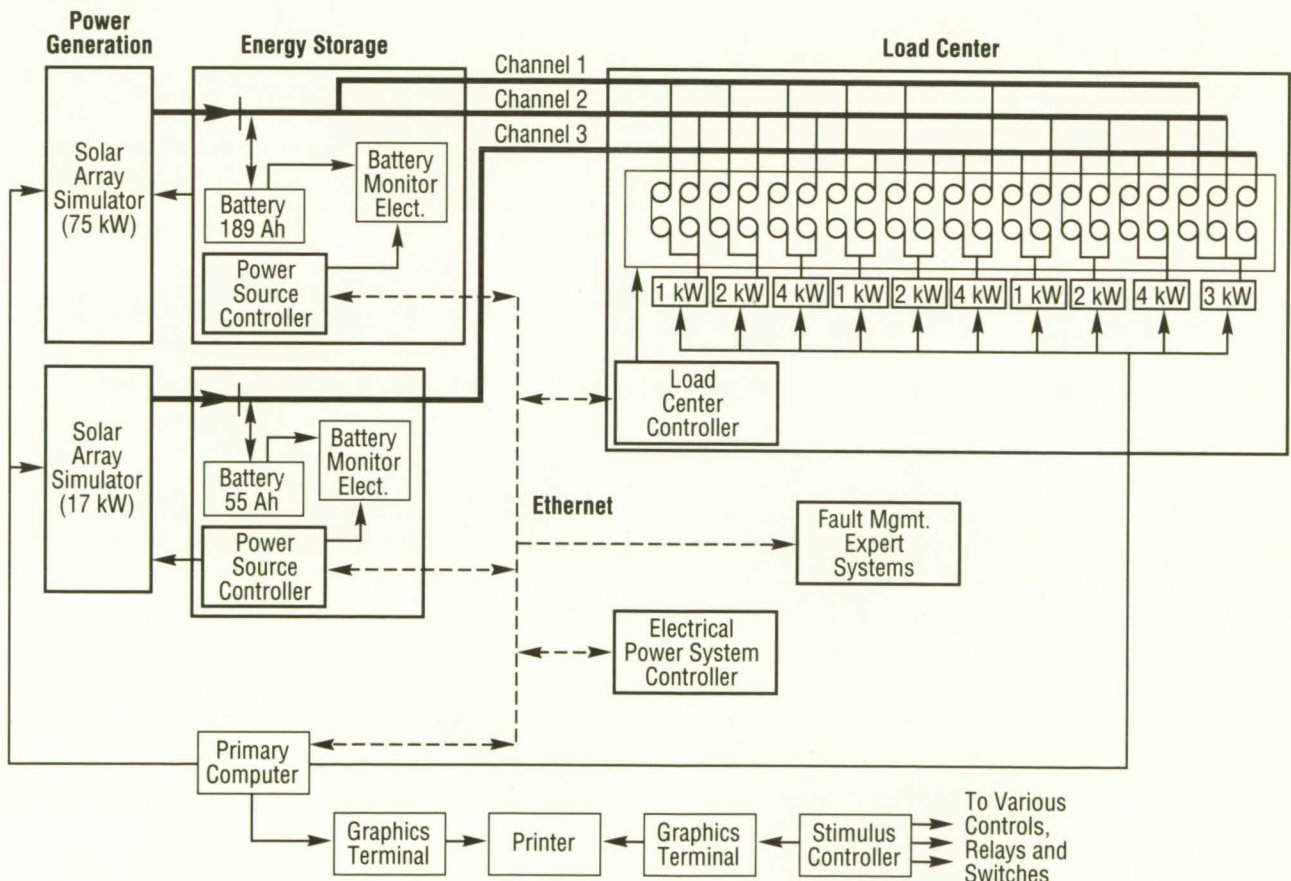 Power
Generation
Energy Storage
Load Center
Channel 1
Channel 2
Channel 3
Solar
Array
Simulator
(75 kW)
Battery
189 Ah
Battery
Monitor
Elect.
Power
Source
Controller
1 kW
2 kW
4 kW
1 kW
2 kW
4 kW
1 kW
2 kW
4 kW
3 kW
Load
Center
Controller
Solar
Array
Simulator
(17 kW)
Battery
55 Ah
Battery
Monitor
Elect.
Power
Source
Controller
Ethernet
Fault Mgmt.
Expert
Systems
Electrical
Power System
Controller
Primary
Computer
Graphics
Terminal
Printer
Graphics
Terminal
Stimulus
Controller
To Various
Controls,
Relays and
Switches